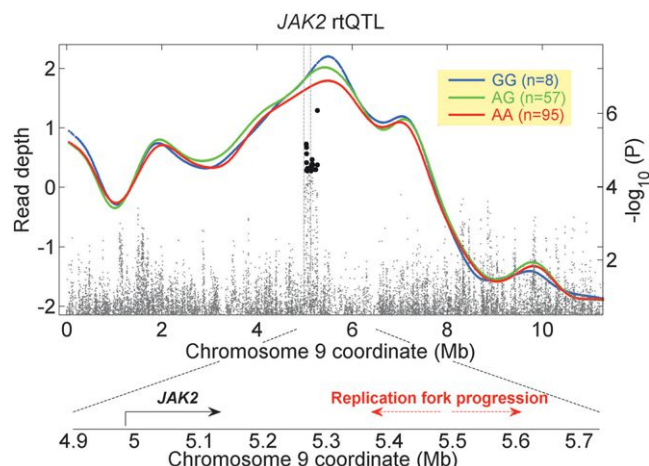 JAK2 rtQTL
2
1
0
-1
-2
Read depth
GG (n=8)
AG (n=57)
AA (n=95)
6
4
2
-log10 (P)
0 2 4 6 8 10
Chromosome 9 coordinate (Mb)
JAK2
Replication fork progression
4.9 5 5.1 5.2 5.3 5.4 5.5 5.6 5.7
Chromosome 9 coordinate (Mb)